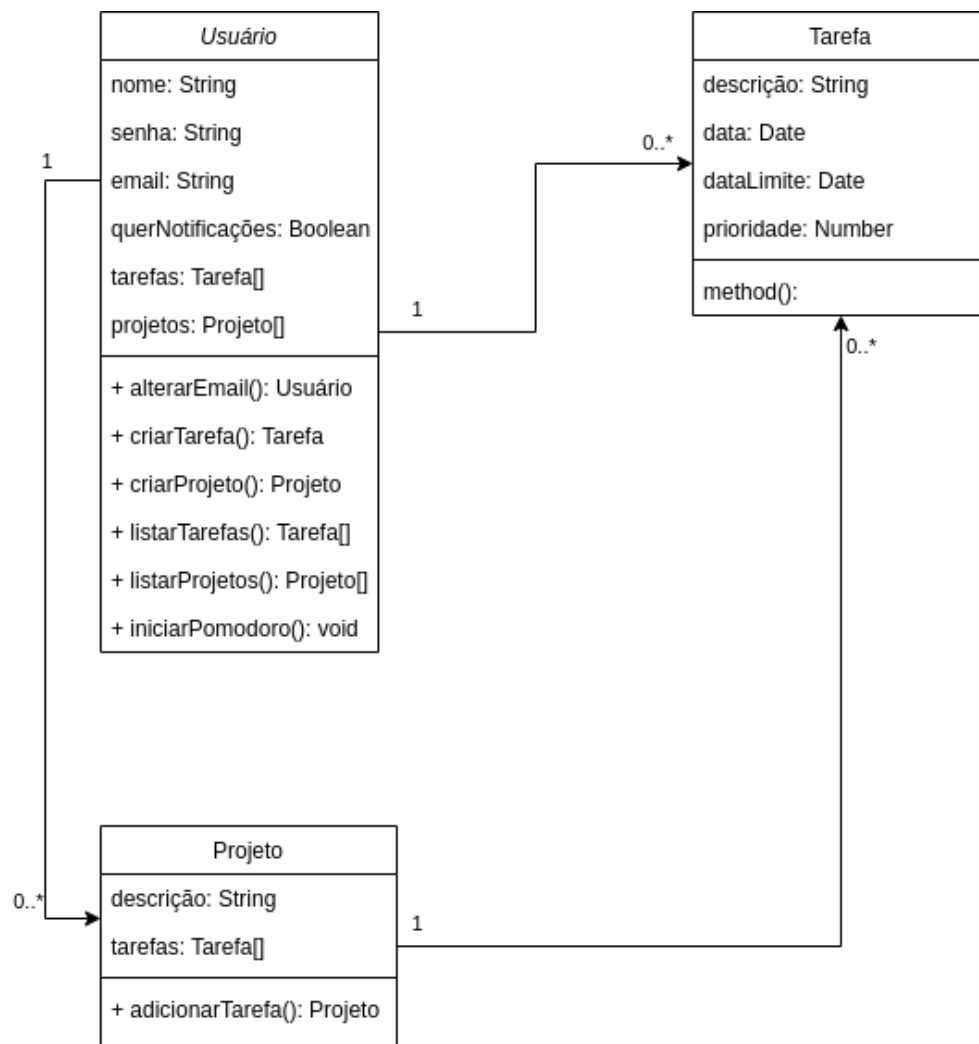 Usuário
nome: String
senha: String
email: String
querNotificações: Boolean
tarefas: Tarefa[]
projetos: Projeto[]
+ alterarEmail(): Usuário
+ criarTarefa(): Tarefa
+ criarProjeto(): Projeto
+ listarTarefas(): Tarefa[]
+ listarProjetos(): Projeto[]
+ iniciarPomodoro(): void
1
0..*
1
0..*
Tarefa
descrição: String
data: Date
dataLimite: Date
prioridade: Number
method():
0..*
Projeto
descrição: String
tarefas: Tarefa[]
+ adicionarTarefa(): Projeto
1